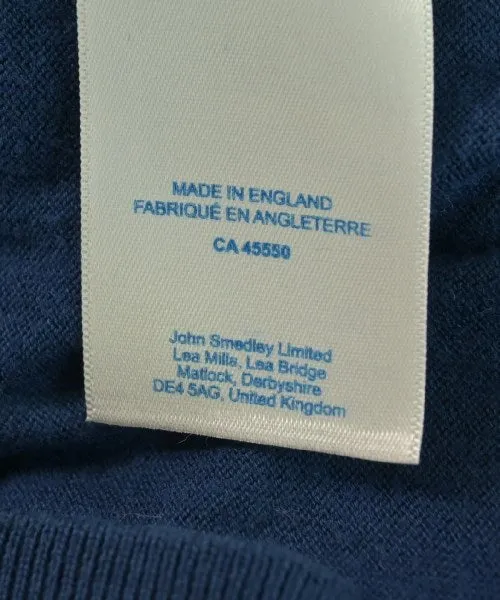 MADE IN ENGLAND
FABRIQUÉ EN ANGLETERRE
CA 45550
John Smedley Limited
Lea Mills, Lea Bridge
Matlock, Derbyshire
DE4 5AG, United Kingdom